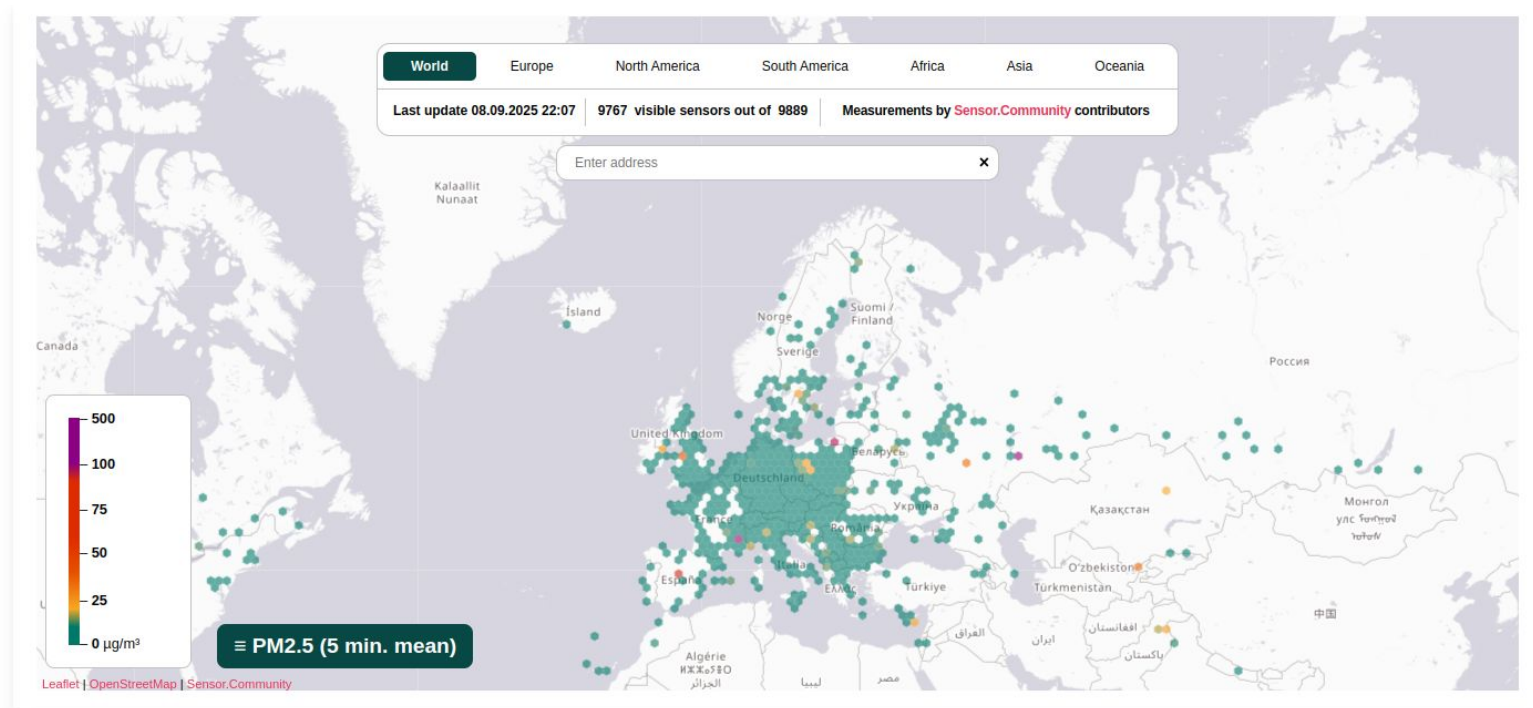 World Europe North America South America Africa Asia Oceania
Last update 08.09.2025 22:07 9767 visible sensors out of 9889 Measurements by Sensor.Community contributors
Enter address ×
Kalaallit
Nunaat
Ísland
Norge
Suomi /
Finland
Sverige
Canada
Россия
United Kingdom
Беларусь
Deutschland
Україна
Қазақстан
Монгол
улс
France
România
Italia
O'zbekiston
España
Ελλάς
Türkiye
Türkmenistan
中国
افغانستان
العراق
ایران
پاکستان
Algérie
ⵍⵣⵣⴰⵢⴻⵔ
الجزائر
ليبيا
مصر
500
100
75
50
25
0 µg/m³
≡ PM2.5 (5 min. mean)
Leaflet | OpenStreetMap | Sensor.Community